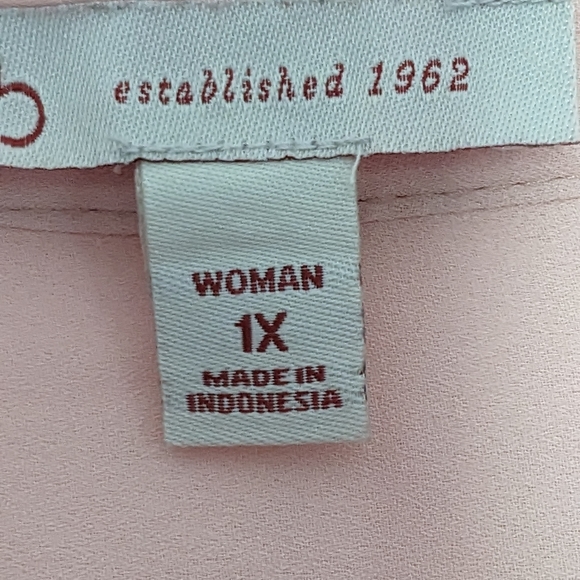 b established 1962
WOMAN
1X
MADE IN
INDONESIA